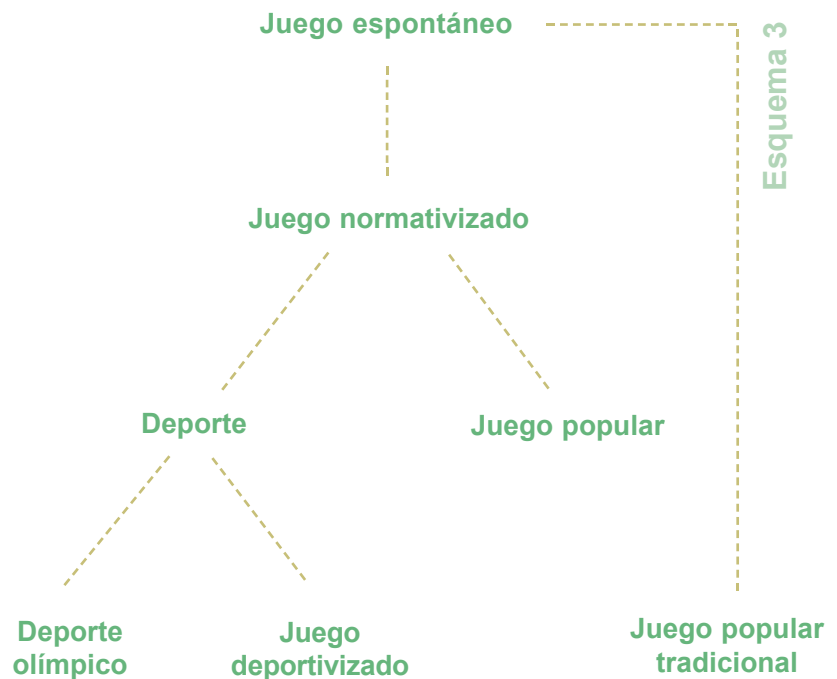 Juego espontáneo
Esquema 3
Juego normativizado
Deporte
Juego popular
Deporte
olímpico
Juego
deportivizado
Juego popular
tradicional